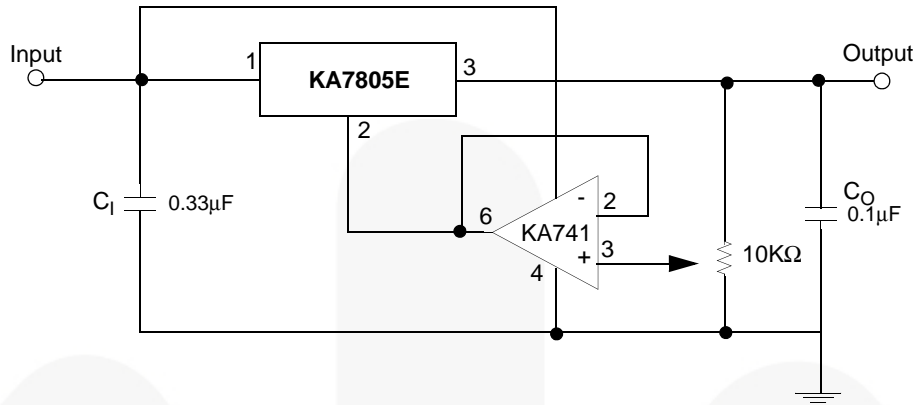 Input
Output
1
KA7805E
3
2
C_I
0.33μF
6
-
2
KA741
+
3
4
10KΩ
C_O
0.1μF